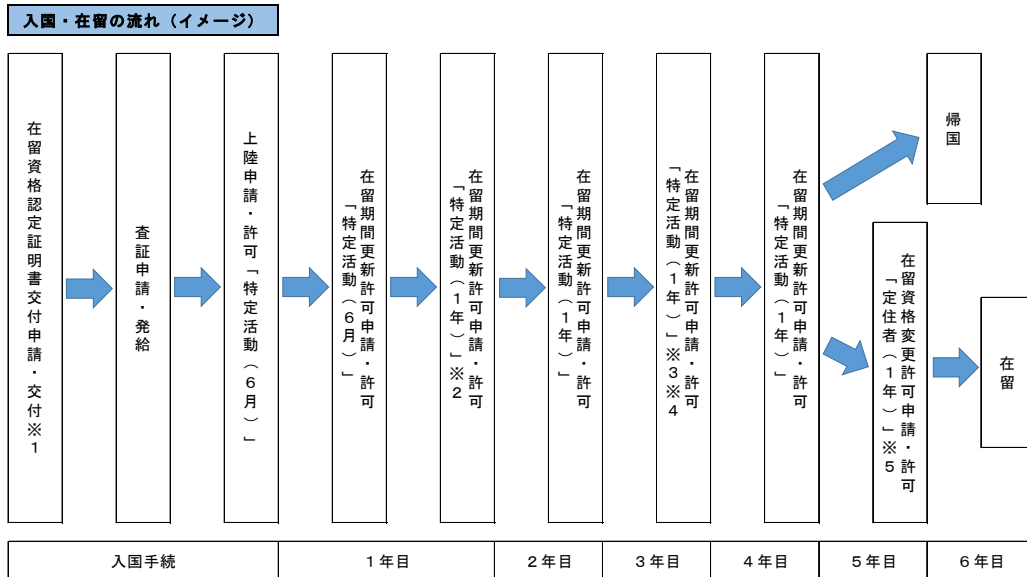 入国・在留の流れ（イメージ）
在留資格認定証明書交付申請・交付※１
査証申請・発給
上陸申請・許可「特定活動（６月）」
在留期間更新許可申請・許可
「特定活動（６月）」
在留期間更新許可申請・許可
「特定活動（１年）」※２
在留期間更新許可申請・許可
「特定活動（１年）」
在留期間更新許可申請・許可
「特定活動（１年）」※３※４
在留期間更新許可申請・許可
「特定活動（１年）」
帰国
在留資格変更許可申請・許可
「定住者（１年）」※５
在留
入国手続
１年目
２年目
３年目
４年目
５年目
６年目